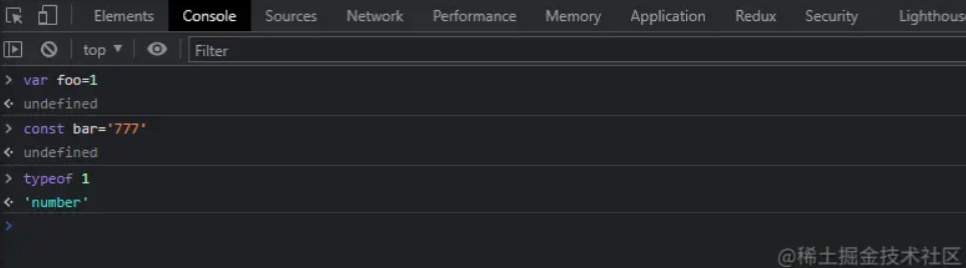 Elements Console Sources Network Performance Memory Application Redux Security Lighthouse
top ▼ Filter
> var foo=1
<· undefined
> const bar='777'
<· undefined
> typeof 1
<· 'number'
>
@稀土掘金技术社区